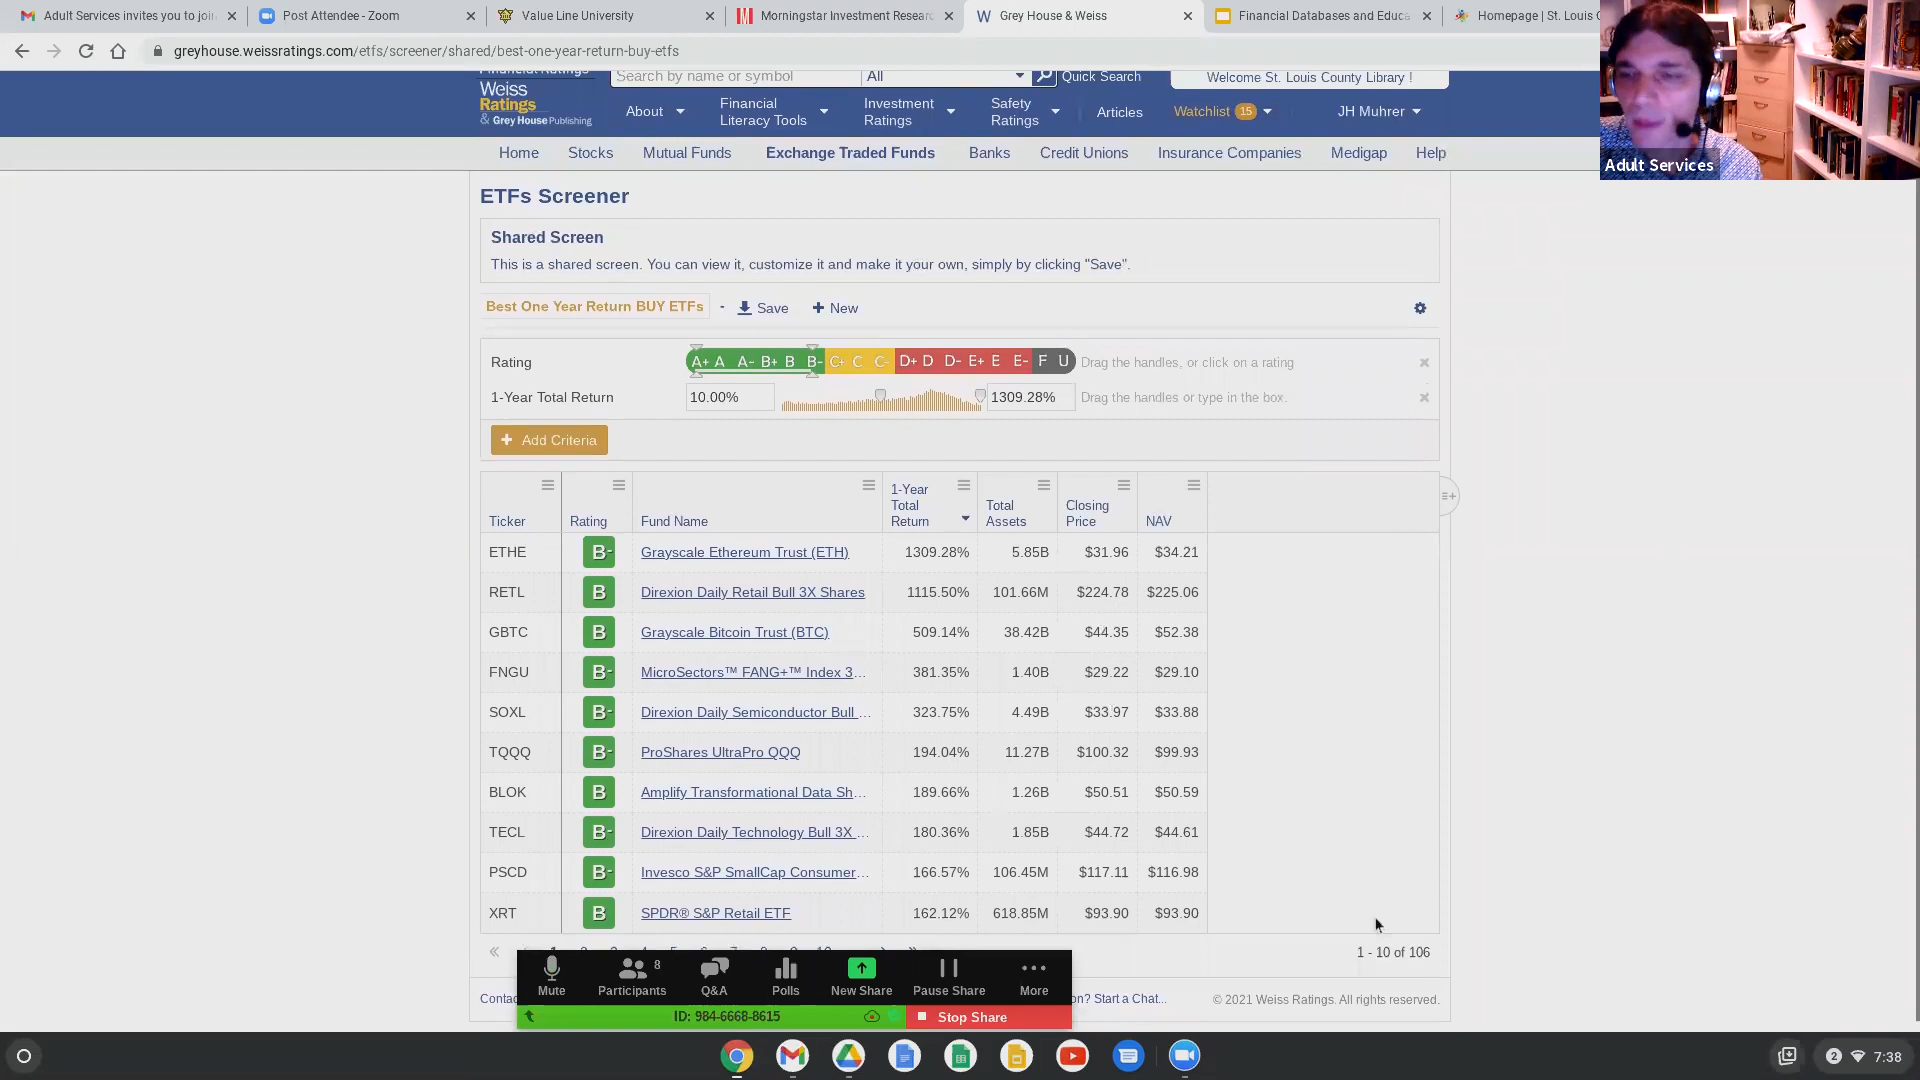 Adult Services invites you to joi
Post Attendee - Zoom
Value Line University
Morningstar Investment Resear
Grey House & Weiss
Financial Databases and Educa
Homepage | St. Louis C
greyhouse.weissratings.com/etfs/screener/shared/best-one-year-return-buy-etfs
Financial Ratings
Weiss
Ratings
& Grey House Publishing
Search by name or symbol
All
Quick Search
Welcome St. Louis County Library !
About
Financial
Literacy Tools
Investment
Ratings
Safety
Ratings
Articles
Watchlist 15
JH Muhrer
Adult Services
Home Stocks Mutual Funds Exchange Traded Funds Banks Credit Unions Insurance Companies Medigap Help
ETFs Screener
Shared Screen
This is a shared screen. You can view it, customize it and make it your own, simply by clicking "Save".
Best One Year Return BUY ETFs - Save + New
Rating A+ A A- B+ B B- C+ C C- D+ D D- E+ E E- F U Drag the handles, or click on a rating
1-Year Total Return 10.00% 1309.28% Drag the handles or type in the box.
+ Add Criteria
Ticker Rating Fund Name 1-Year Total Return Total Assets Closing Price NAV
ETHE B- Grayscale Ethereum Trust (ETH) 1309.28% 5.85B $31.96 $34.21
RETL B Direxion Daily Retail Bull 3X Shares 1115.50% 101.66M $224.78 $225.06
GBTC B Grayscale Bitcoin Trust (BTC) 509.14% 38.42B $44.35 $52.38
FNGU B- MicroSectors™ FANG+™ Index 3... 381.35% 1.40B $29.22 $29.10
SOXL B- Direxion Daily Semiconductor Bull ... 323.75% 4.49B $33.97 $33.88
TQQQ B- ProShares UltraPro QQQ 194.04% 11.27B $100.32 $99.93
BLOK B Amplify Transformational Data Sh... 189.66% 1.26B $50.51 $50.59
TECL B- Direxion Daily Technology Bull 3X ... 180.36% 1.85B $44.72 $44.61
PSCD B- Invesco S&P SmallCap Consumer... 166.57% 106.45M $117.11 $116.98
XRT B SPDR® S&P Retail ETF 162.12% 618.85M $93.90 $93.90
1 2 3 4 5 6 7 8 9 10
1 - 10 of 106
8
Mute Participants Q&A Polls New Share Pause Share More
Contac
on? Start a Chat...
© 2021 Weiss Ratings. All rights reserved.
ID: 984-6668-8615
Stop Share
2
7:38